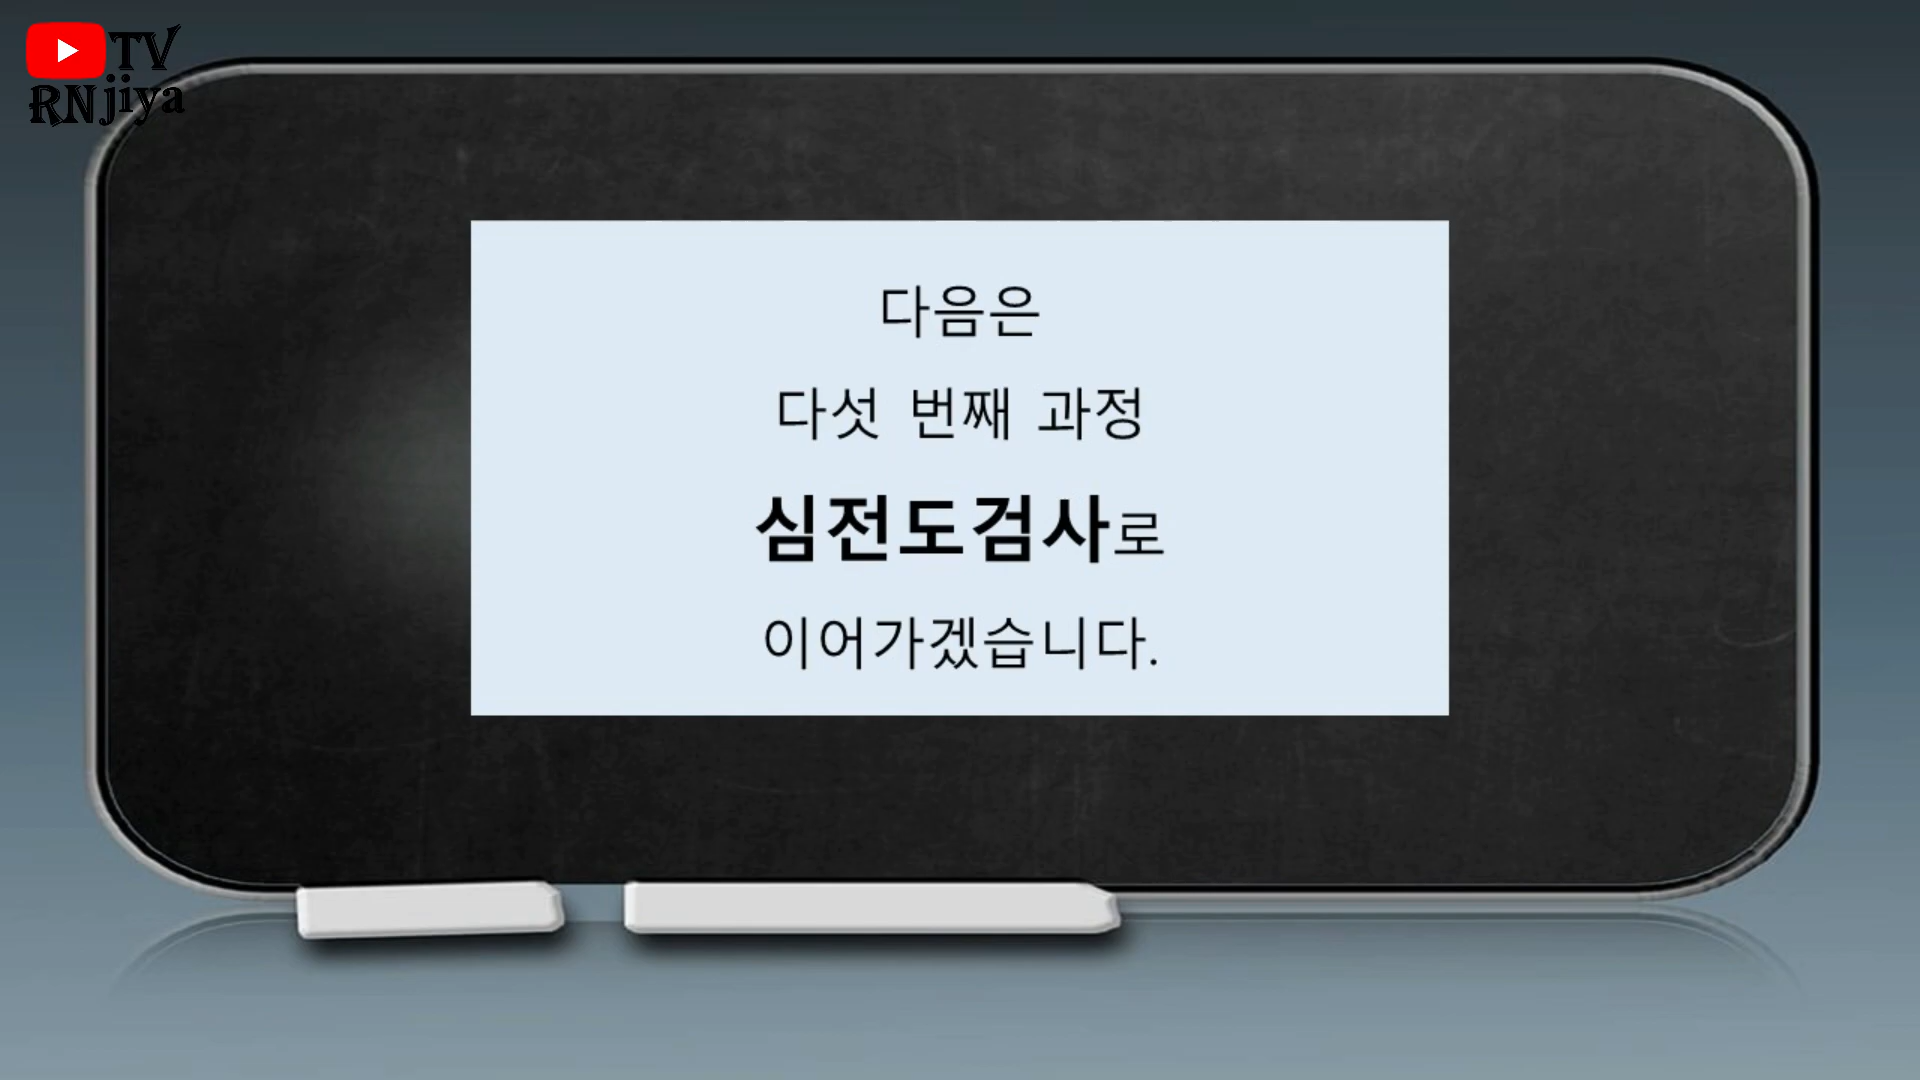 TV
RNjiya
다음은
다섯 번째 과정
심전도검사로
이어가겠습니다.